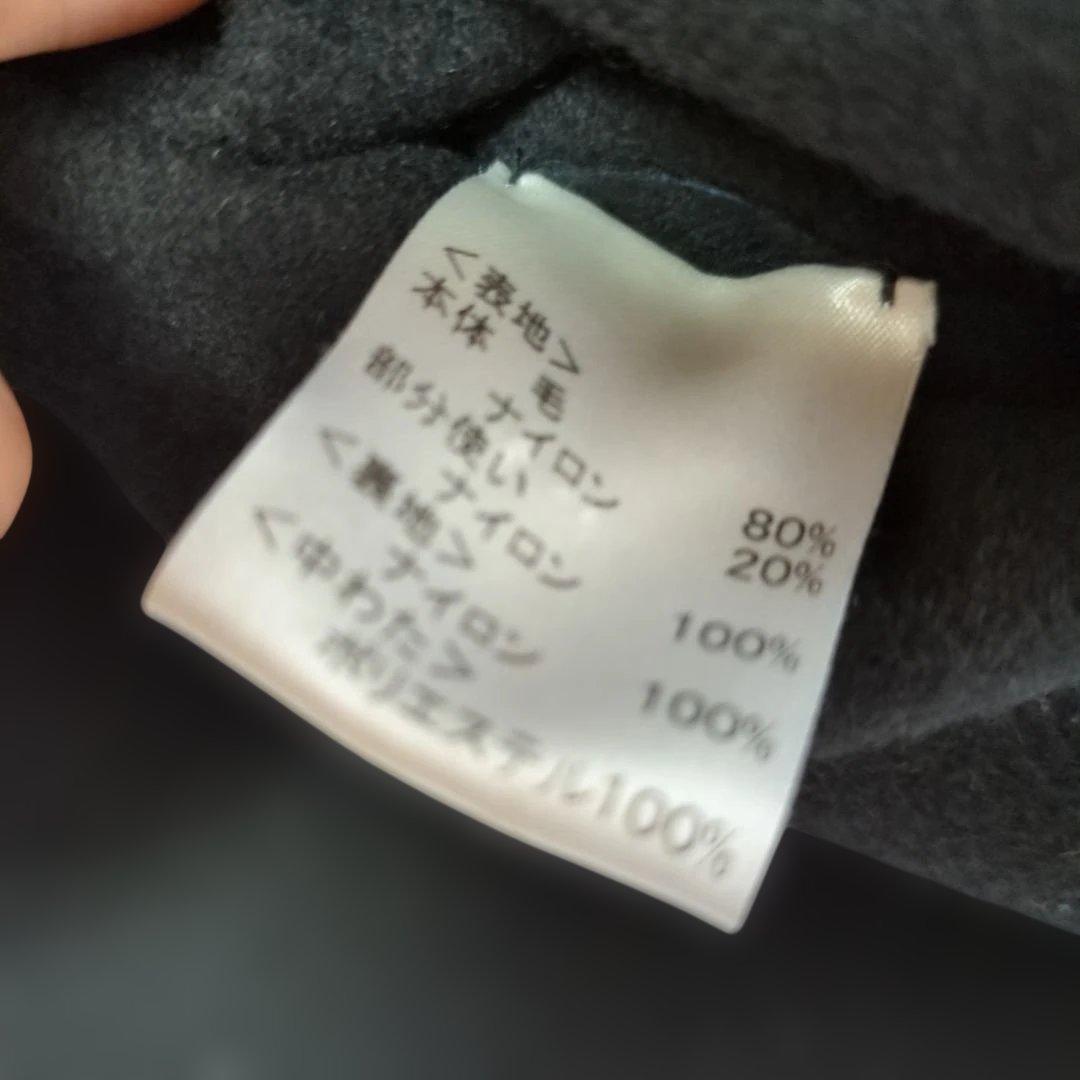 <表地>
本体
毛 80%
ナイロン 20%
部分使い
ナイロン 100%
<裏地>
ナイロン 100%
<中わた>
ポリエステル100%